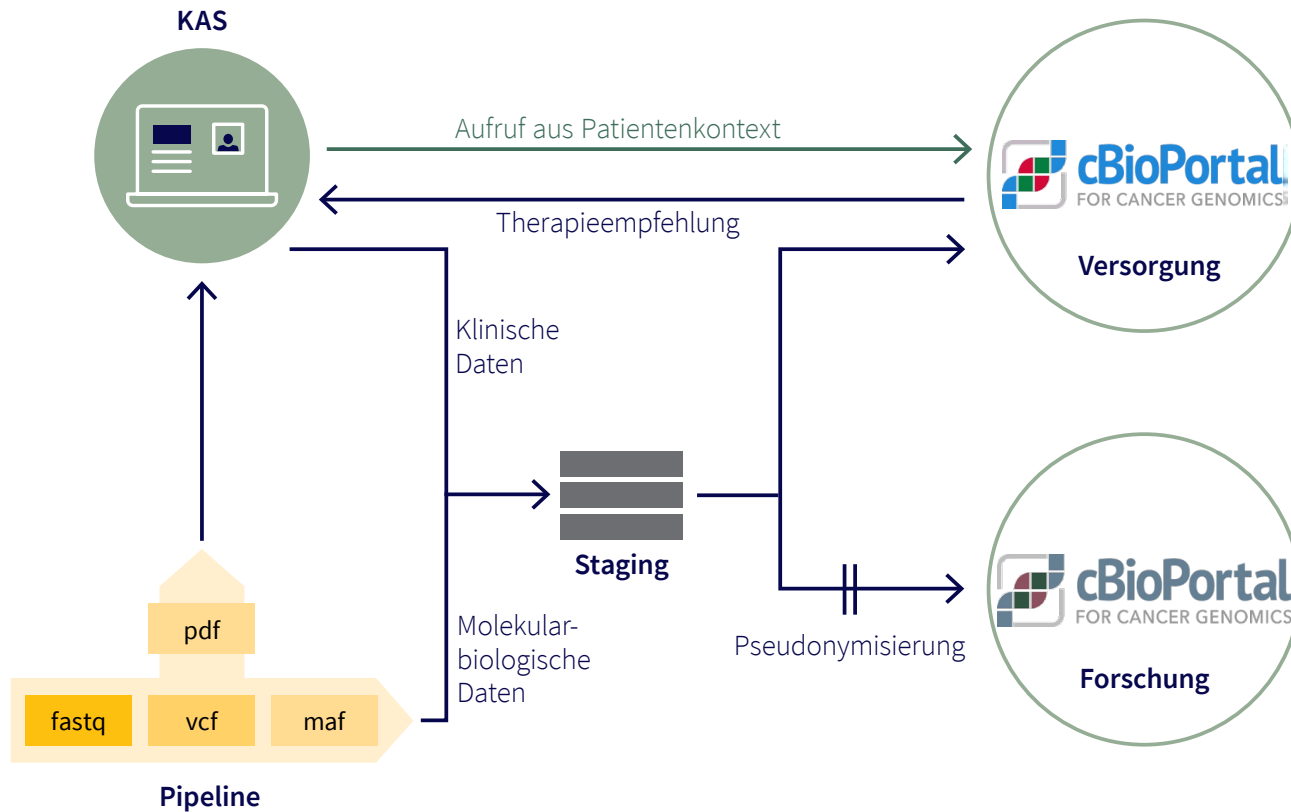 KAS
Aufruf aus Patientenkontext
cBioPortal
FOR CANCER GENOMICS
Versorgung
Therapieempfehlung
Klinische
Daten
Staging
Pseudonymisierung
cBioPortal
FOR CANCER GENOMICS
Forschung
Molekular-
biologische
Daten
pdf
fastq
vcf
maf
Pipeline